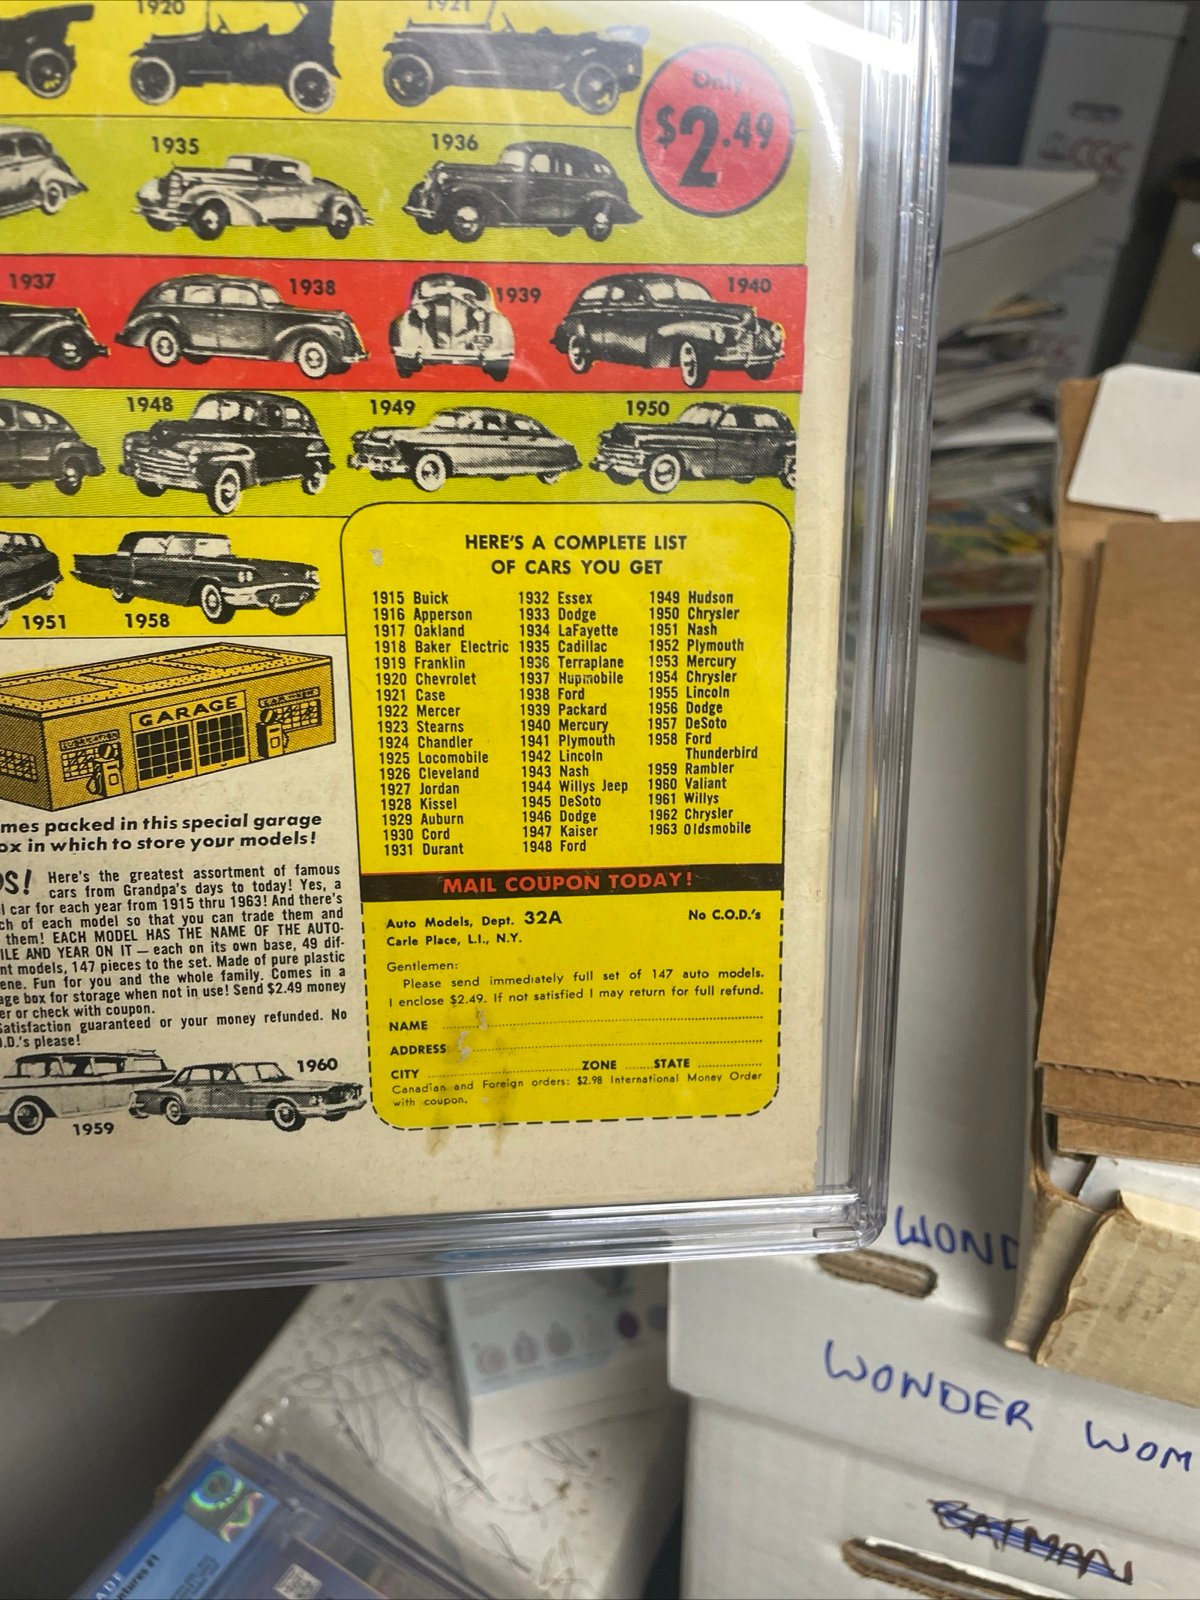 1920
1921
Only
$2.49
1935
1936
1937
1938
1939
1940
1948
1949
1950
1951
1958
HERE'S A COMPLETE LIST
OF CARS YOU GET
1915 Buick
1916 Apperson
1917 Oakland
1918 Baker Electric
1919 Franklin
1920 Chevrolet
1921 Case
1922 Mercer
1923 Stearns
1924 Chandler
1925 Locomobile
1926 Cleveland
1927 Jordan
1928 Kissel
1929 Auburn
1930 Cord
1931 Durant
1932 Essex
1933 Dodge
1934 LaFayette
1935 Cadillac
1936 Terraplane
1937 Hupmobile
1938 Ford
1939 Packard
1940 Mercury
1941 Plymouth
1942 Lincoln
1943 Nash
1944 Willys Jeep
1945 DeSoto
1946 Dodge
1947 Kaiser
1948 Ford
1949 Hudson
1950 Chrysler
1951 Nash
1952 Plymouth
1953 Mercury
1954 Chrysler
1955 Lincoln
1956 Dodge
1957 DeSoto
1958 Ford
Thunderbird
1959 Rambler
1960 Valiant
1961 Willys
1962 Chrysler
1963 Oldsmobile
LUBRICATION
GARAGE
CAR WASH
mes packed in this special garage
ox in which to store your models!
OS! Here's the greatest assortment of famous
cars from Grandpa's days to today! Yes, a
l car for each year from 1915 thru 1963! And there's
ch of each model so that you can trade them and
them! EACH MODEL HAS THE NAME OF THE AUTO-
ILE AND YEAR ON IT — each on its own base, 49 dif-
nt models, 147 pieces to the set. Made of pure plastic
ene. Fun for you and the whole family. Comes in a
age box for storage when not in use! Send $2.49 money
er or check with coupon.
Satisfaction guaranteed or your money refunded. No
O.D.'s please!
1959
1960
MAIL COUPON TODAY!
Auto Models, Dept. 32A No C.O.D.'s
Carle Place, L.I., N.Y.
Gentlemen:
Please send immediately full set of 147 auto models.
I enclose $2.49. If not satisfied I may return for full refund.
NAME
ADDRESS
CITY ZONE STATE
Canadian and Foreign orders: $2.98 International Money Order
with coupon.
CGC
WOND
WONDER WOM
BATMAN
ADE
ntures #1